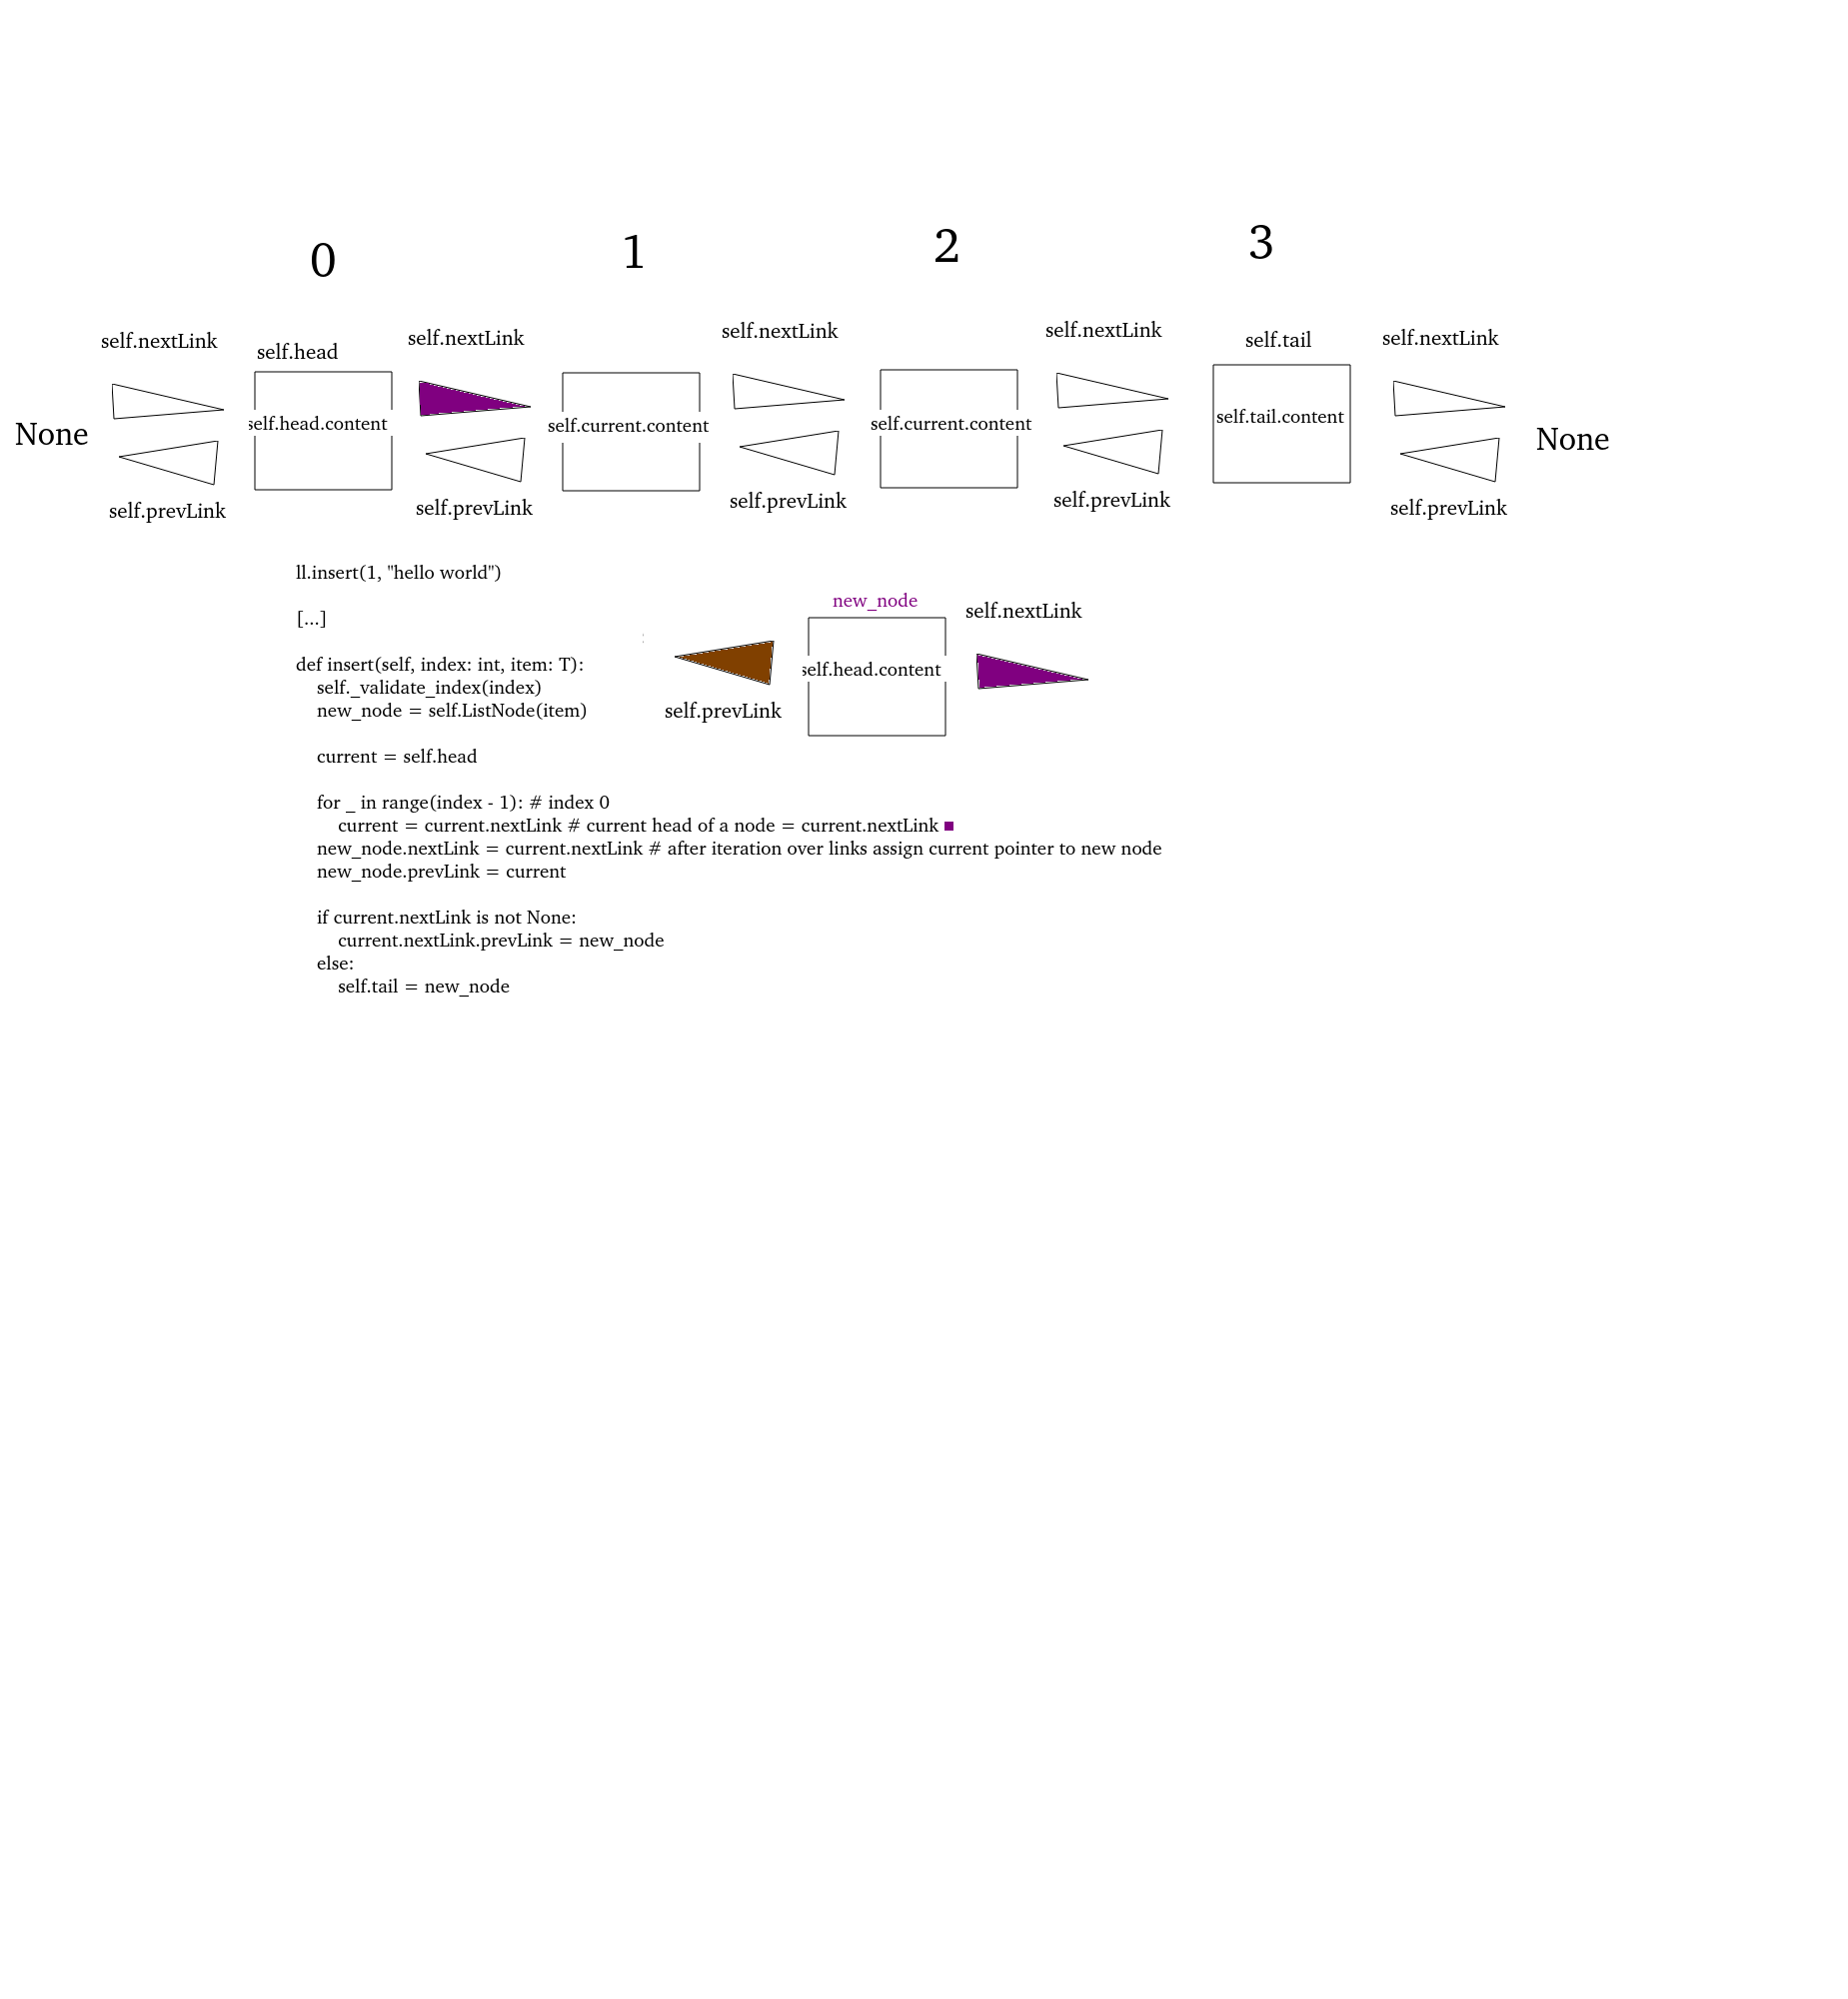 0 1 2 3
self.nextLink self.head self.nextLink self.nextLink self.nextLink self.tail self.nextLink
None self.head.content self.current.content self.current.content self.tail.content None
self.prevLink self.prevLink self.prevLink self.prevLink self.prevLink
ll.insert(1, "hello world")
[...]
def insert(self, index: int, item: T):
self._validate_index(index)
new_node = self.ListNode(item)
current = self.head
for _ in range(index - 1): # index 0
current = current.nextLink # current head of a node = current.nextLink
new_node.nextLink = current.nextLink # after iteration over links assign current pointer to new node
new_node.prevLink = current
if current.nextLink is not None:
current.nextLink.prevLink = new_node
else:
self.tail = new_node
new_node self.nextLink
self.head.content
self.prevLink